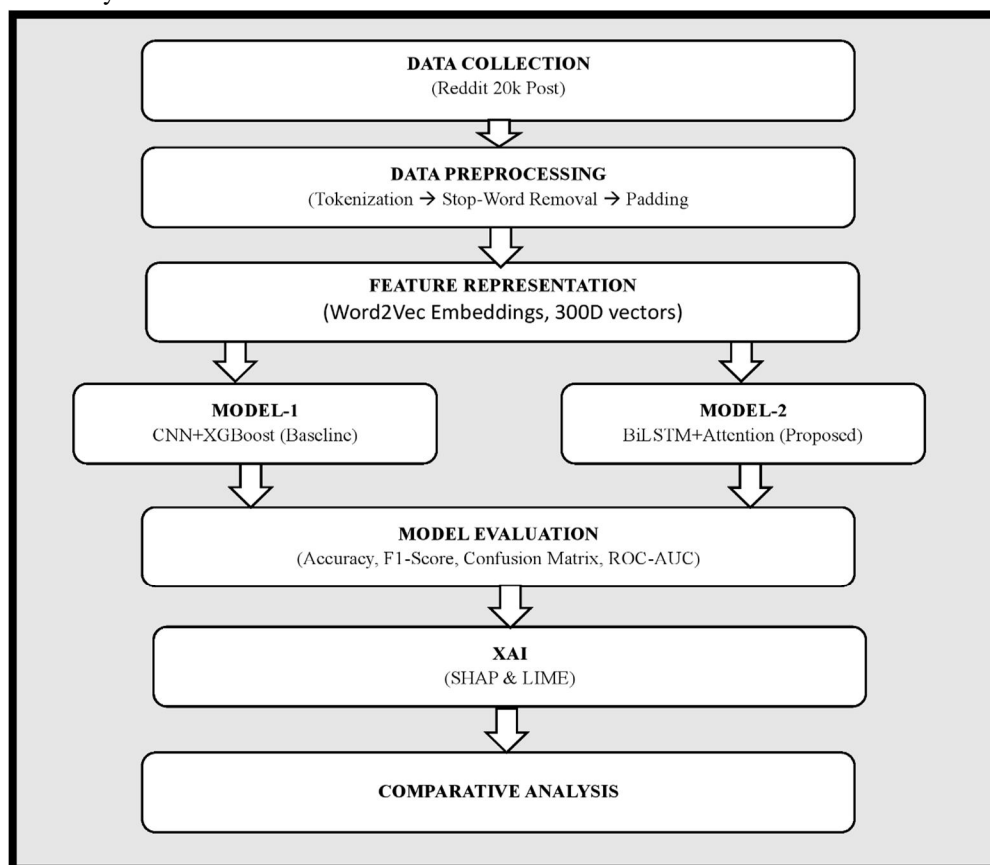 DATA COLLECTION
(Reddit 20k Post)
DATA PREPROCESSING
(Tokenization → Stop-Word Removal → Padding
FEATURE REPRESENTATION
(Word2Vec Embeddings, 300D vectors)
MODEL-1
CNN+XGBoost (Baseline)
MODEL-2
BiLSTM+Attention (Proposed)
MODEL EVALUATION
(Accuracy, F1-Score, Confusion Matrix, ROC-AUC)
XAI
(SHAP & LIME)
COMPARATIVE ANALYSIS